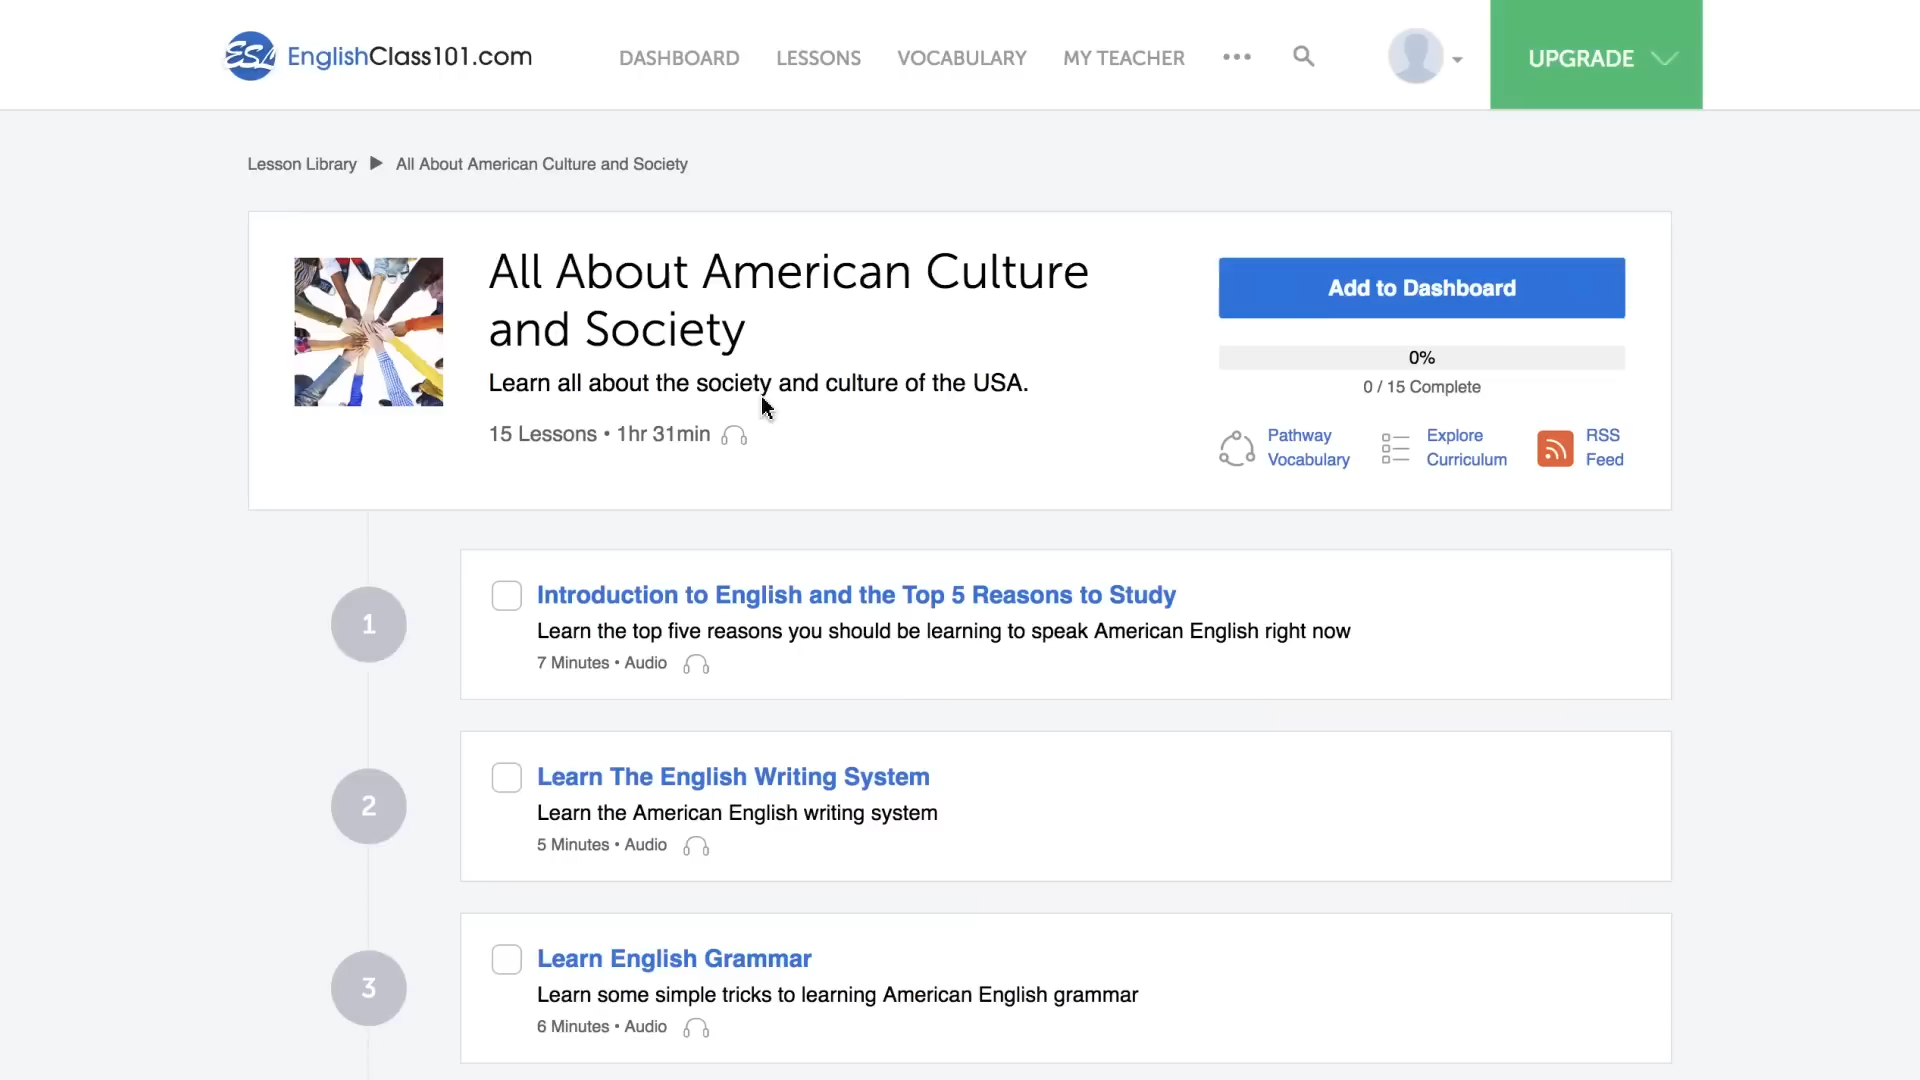 ESL EnglishClass101.com
DASHBOARD
LESSONS
VOCABULARY
MY TEACHER
UPGRADE
Lesson Library
All About American Culture and Society
All About American Culture
and Society
Learn all about the society and culture of the USA.
15 Lessons • 1hr 31min
Add to Dashboard
0%
0 / 15 Complete
Pathway
Vocabulary
Explore
Curriculum
RSS
Feed
1
Introduction to English and the Top 5 Reasons to Study
Learn the top five reasons you should be learning to speak American English right now
7 Minutes • Audio
2
Learn The English Writing System
Learn the American English writing system
5 Minutes • Audio
3
Learn English Grammar
Learn some simple tricks to learning American English grammar
6 Minutes • Audio